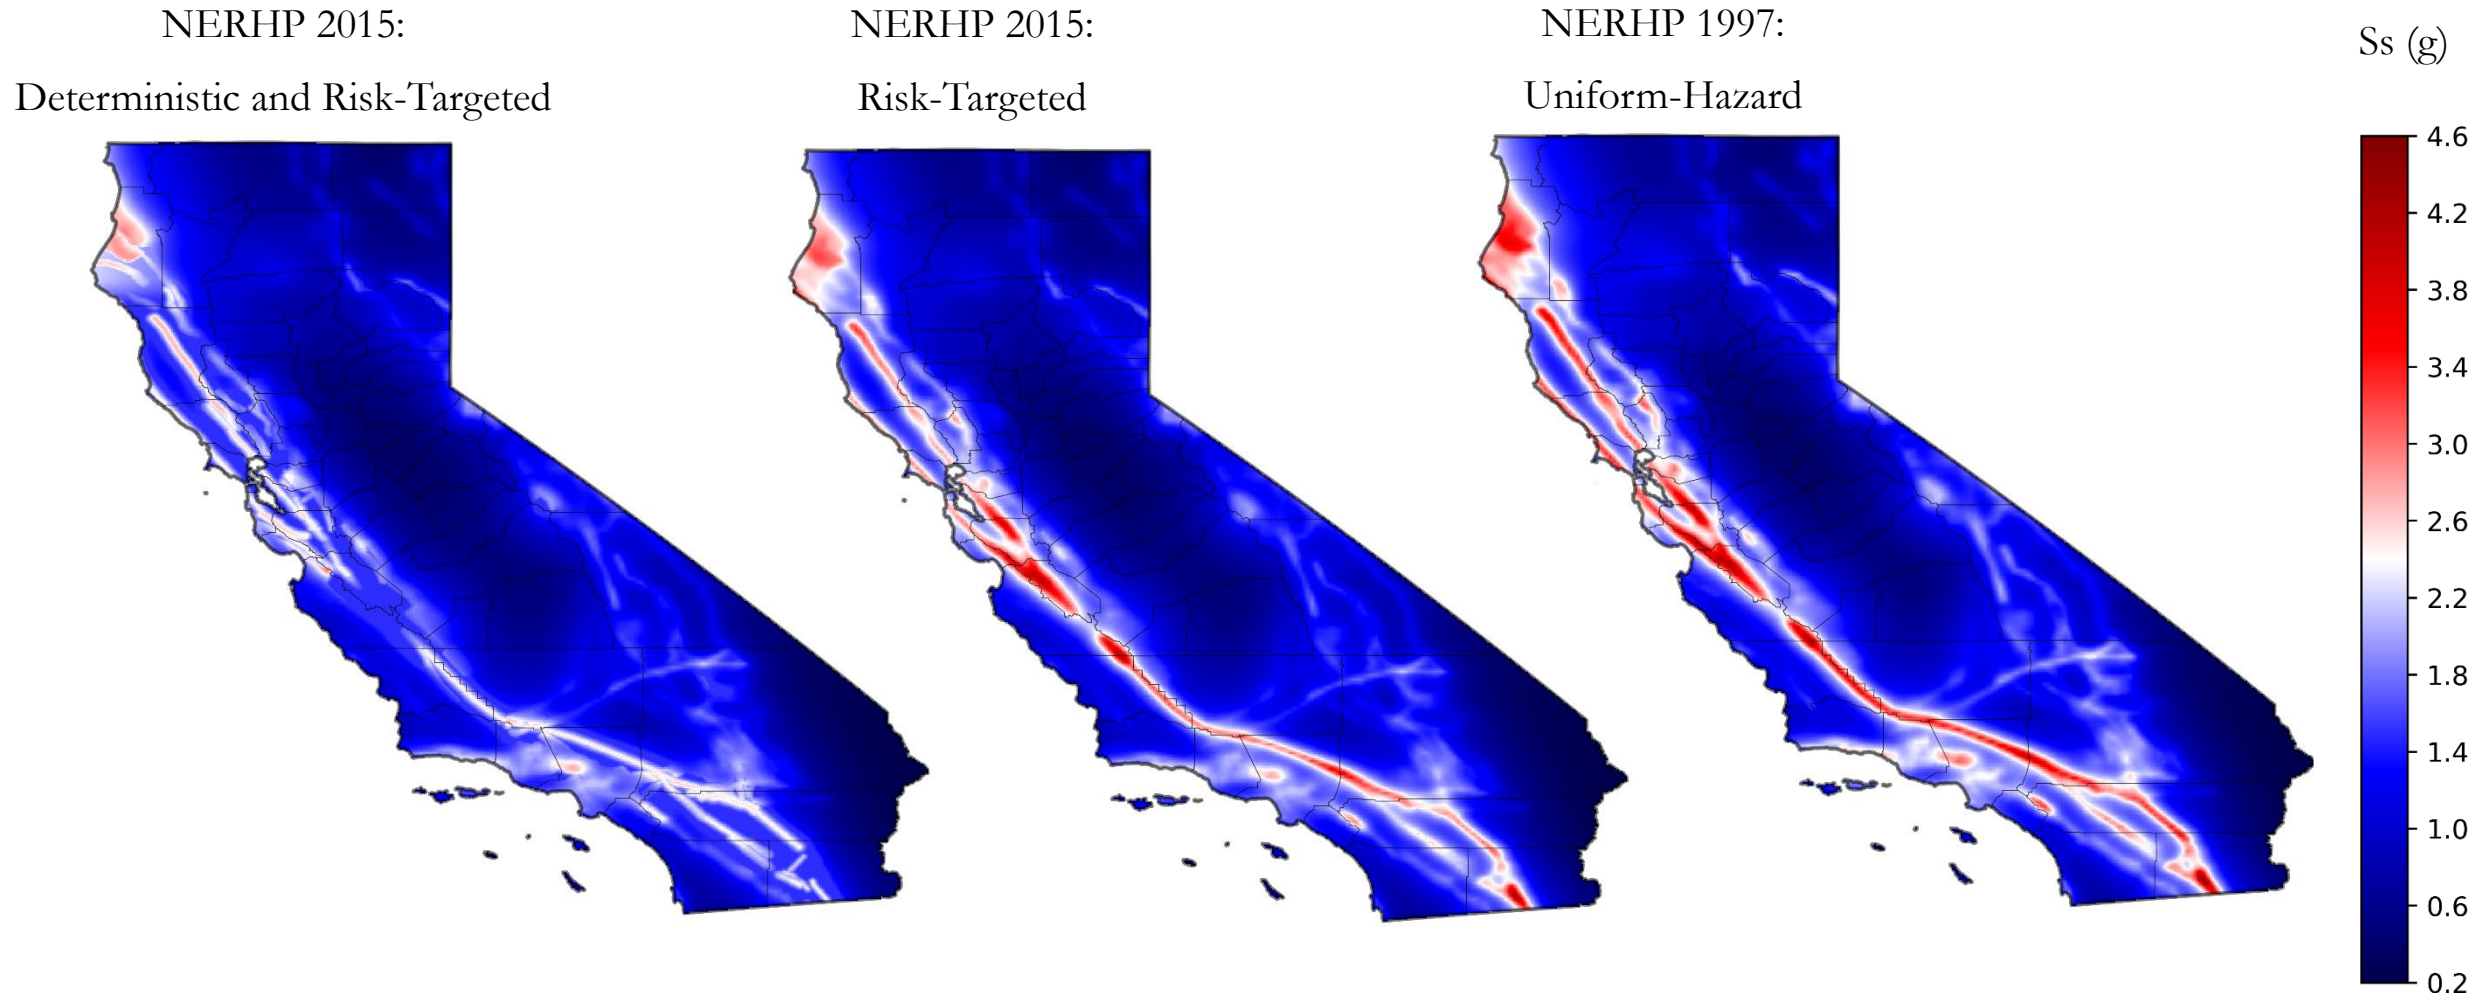 NERHP 2015:
Deterministic and Risk-Targeted
NERHP 2015:
Risk-Targeted
NERHP 1997:
Uniform-Hazard
Ss (g)
4.6
4.2
3.8
3.4
3.0
2.6
2.2
1.8
1.4
1.0
0.6
0.2